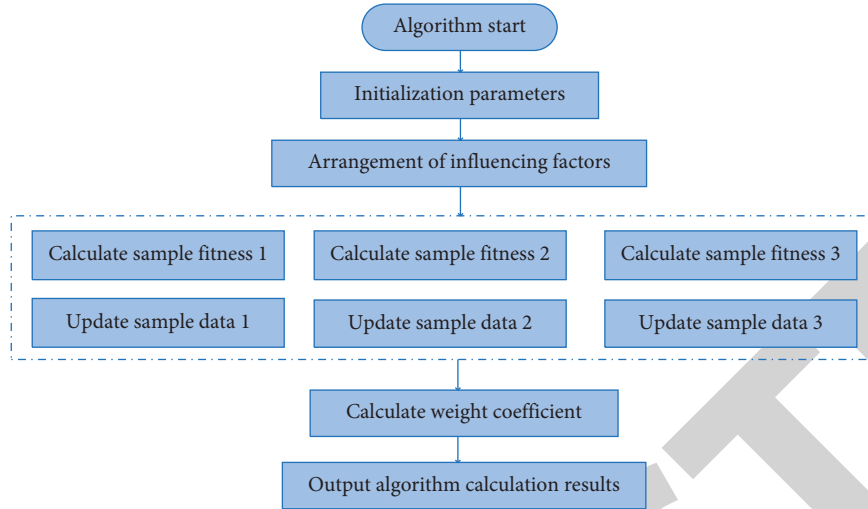 Algorithm start
Initialization parameters
Arrangement of influencing factors
Calculate sample fitness 1
Calculate sample fitness 2
Calculate sample fitness 3
Update sample data 1
Update sample data 2
Update sample data 3
Calculate weight coefficient
Output algorithm calculation results